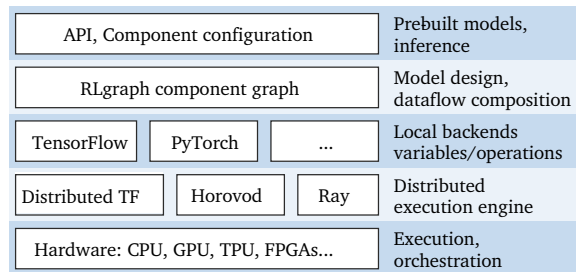 API, Component configuration
Prebuilt models,
inference
RLgraph component graph
Model design,
dataflow composition
TensorFlow
PyTorch
...
Local backends
variables/operations
Distributed TF
Horovod
Ray
Distributed
execution engine
Hardware: CPU, GPU, TPU, FPGAs...
Execution,
orchestration